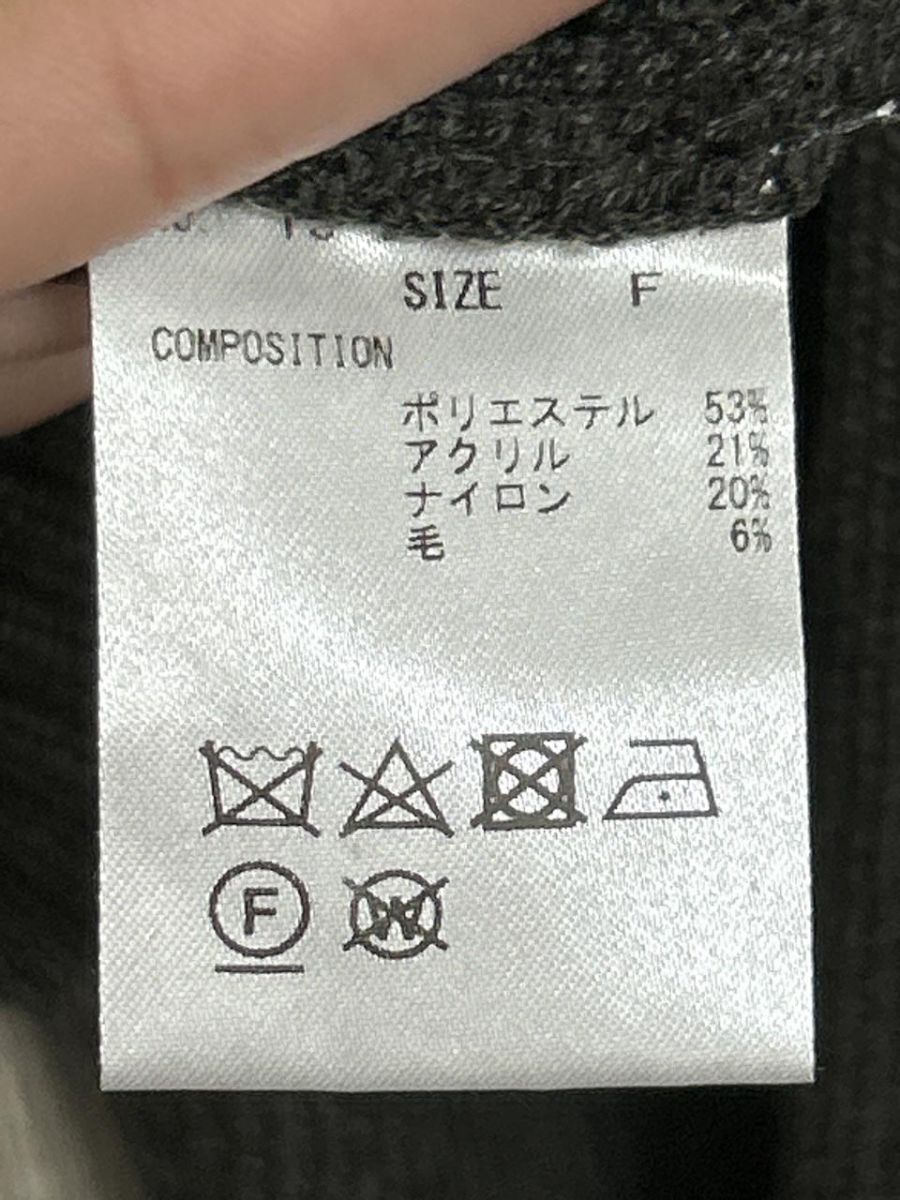 SIZE F
COMPOSITION
ポリエステル 53%
アクリル 21%
ナイロン 20%
毛 6%
F W